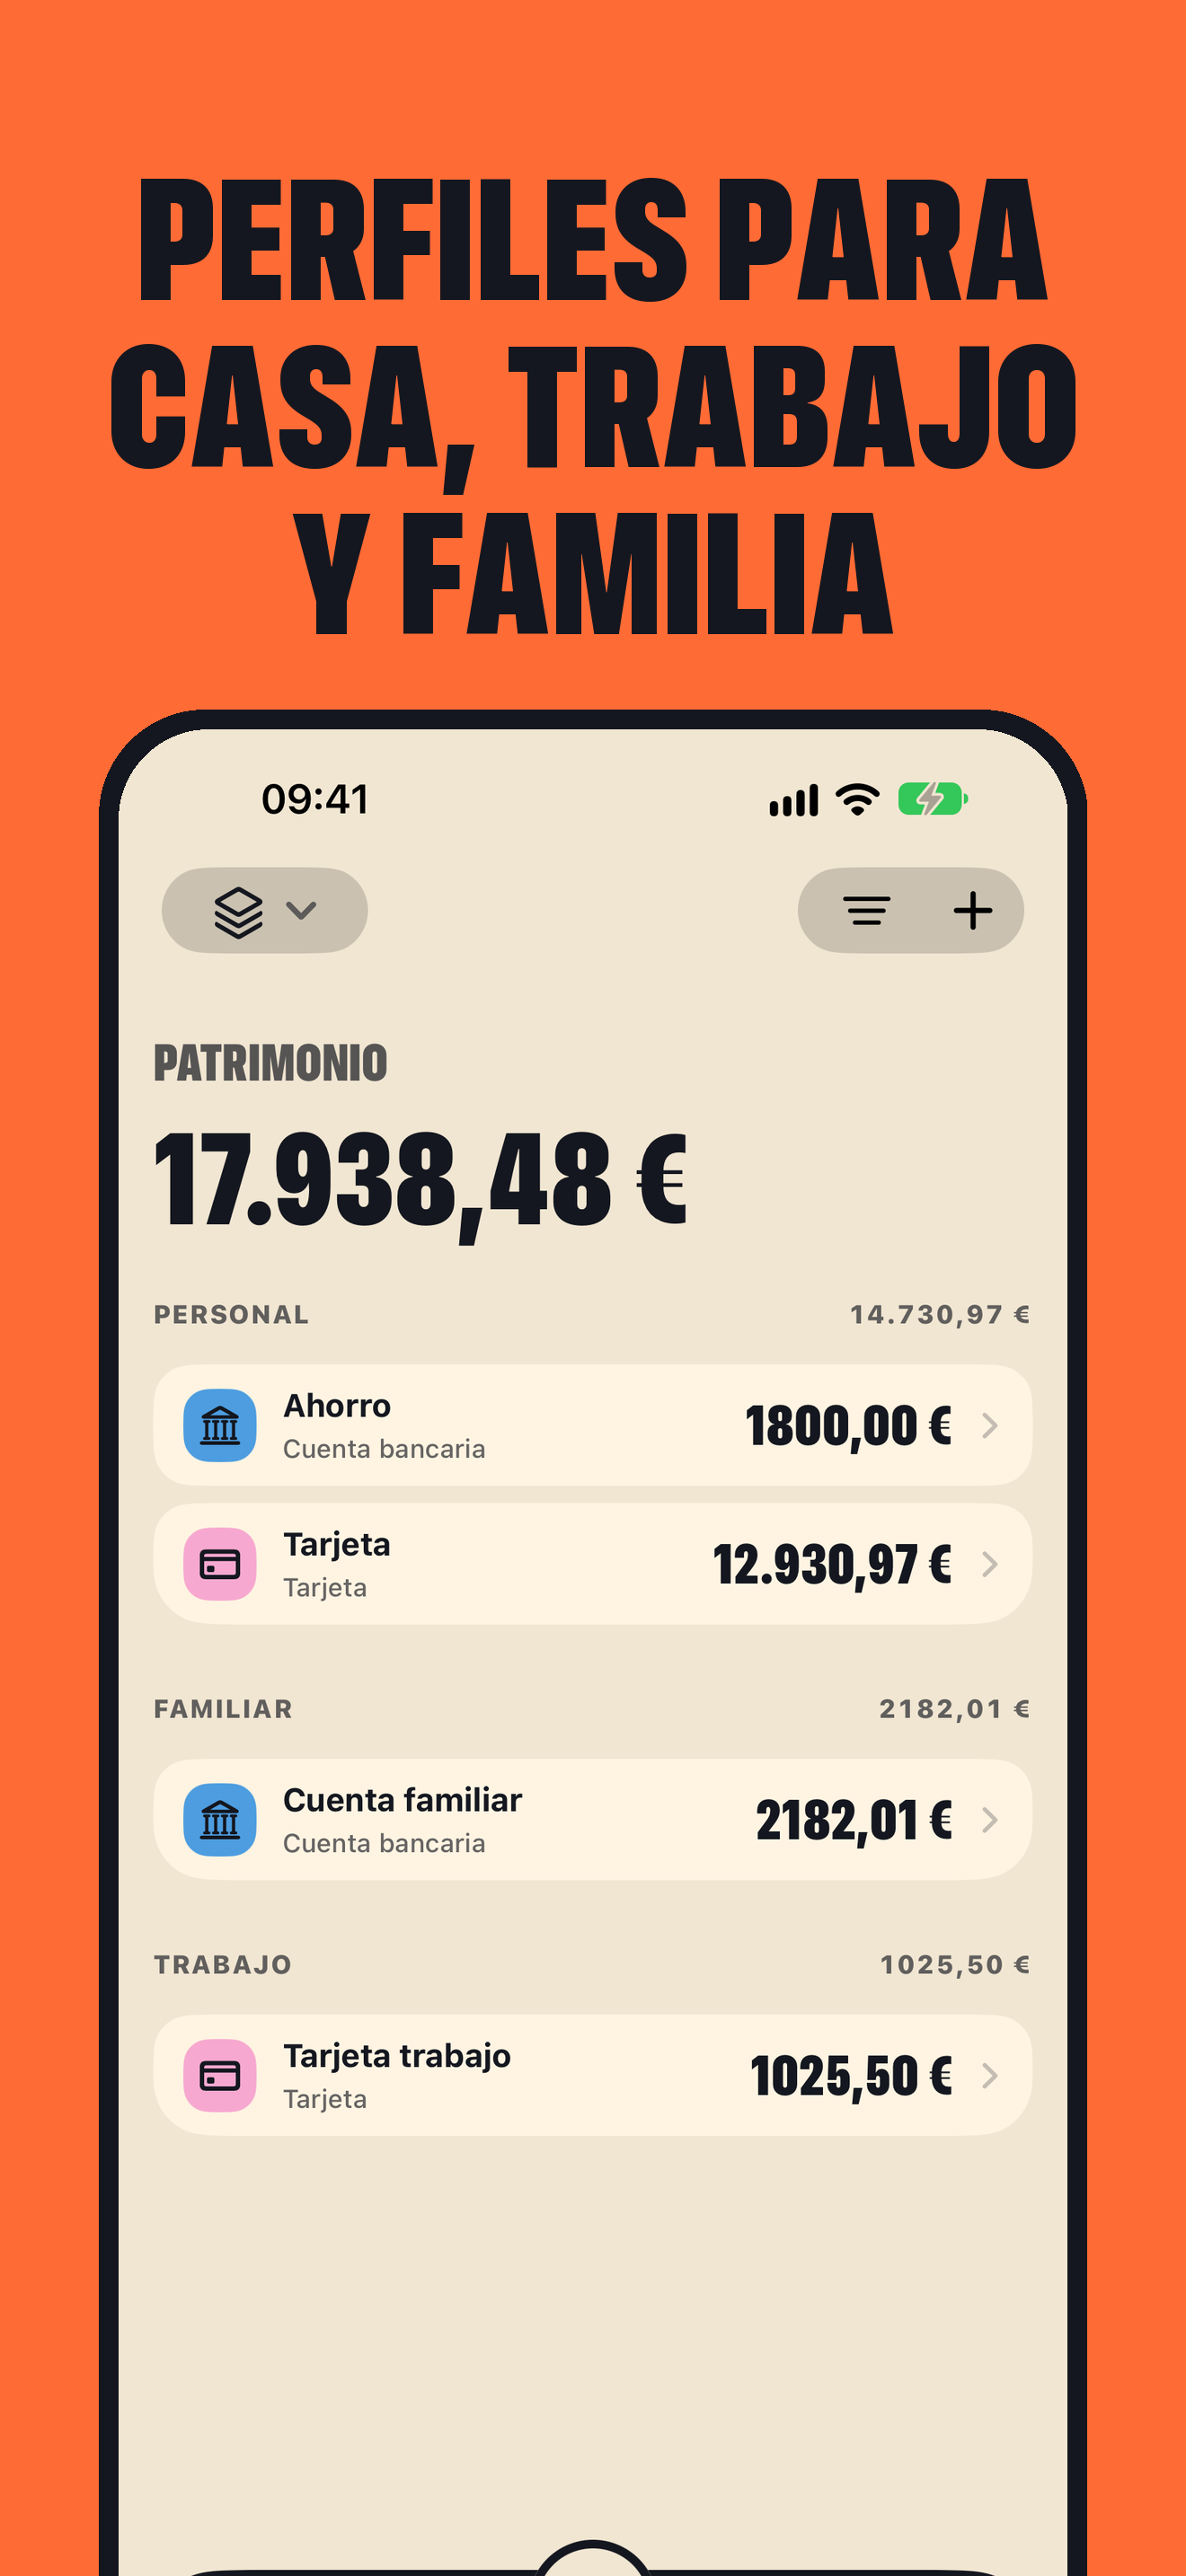 PERFILES PARA
CASA, TRABAJO
Y FAMILIA
09:41
PATRIMONIO
17.938,48 €
PERSONAL 14.730,97 €
Ahorro
Cuenta bancaria
1800,00 €
Tarjeta
Tarjeta
12.930,97 €
FAMILIAR 2182,01 €
Cuenta familiar
Cuenta bancaria
2182,01 €
TRABAJO 1025,50 €
Tarjeta trabajo
Tarjeta
1025,50 €